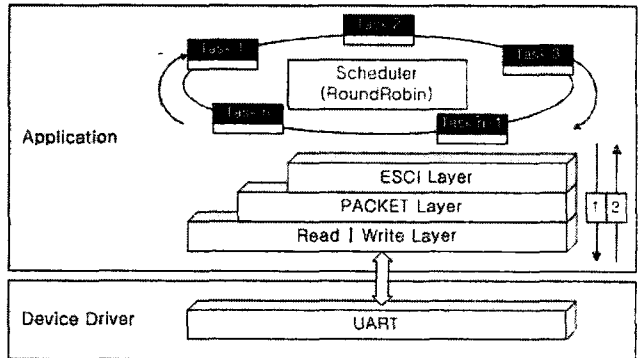 Task 1
Task 2
Task 3
Scheduler
(RoundRobin)
Task n
Task n-1
Application
ESCI Layer
PACKET Layer
1 2
Read | Write Layer
Device Driver
UART